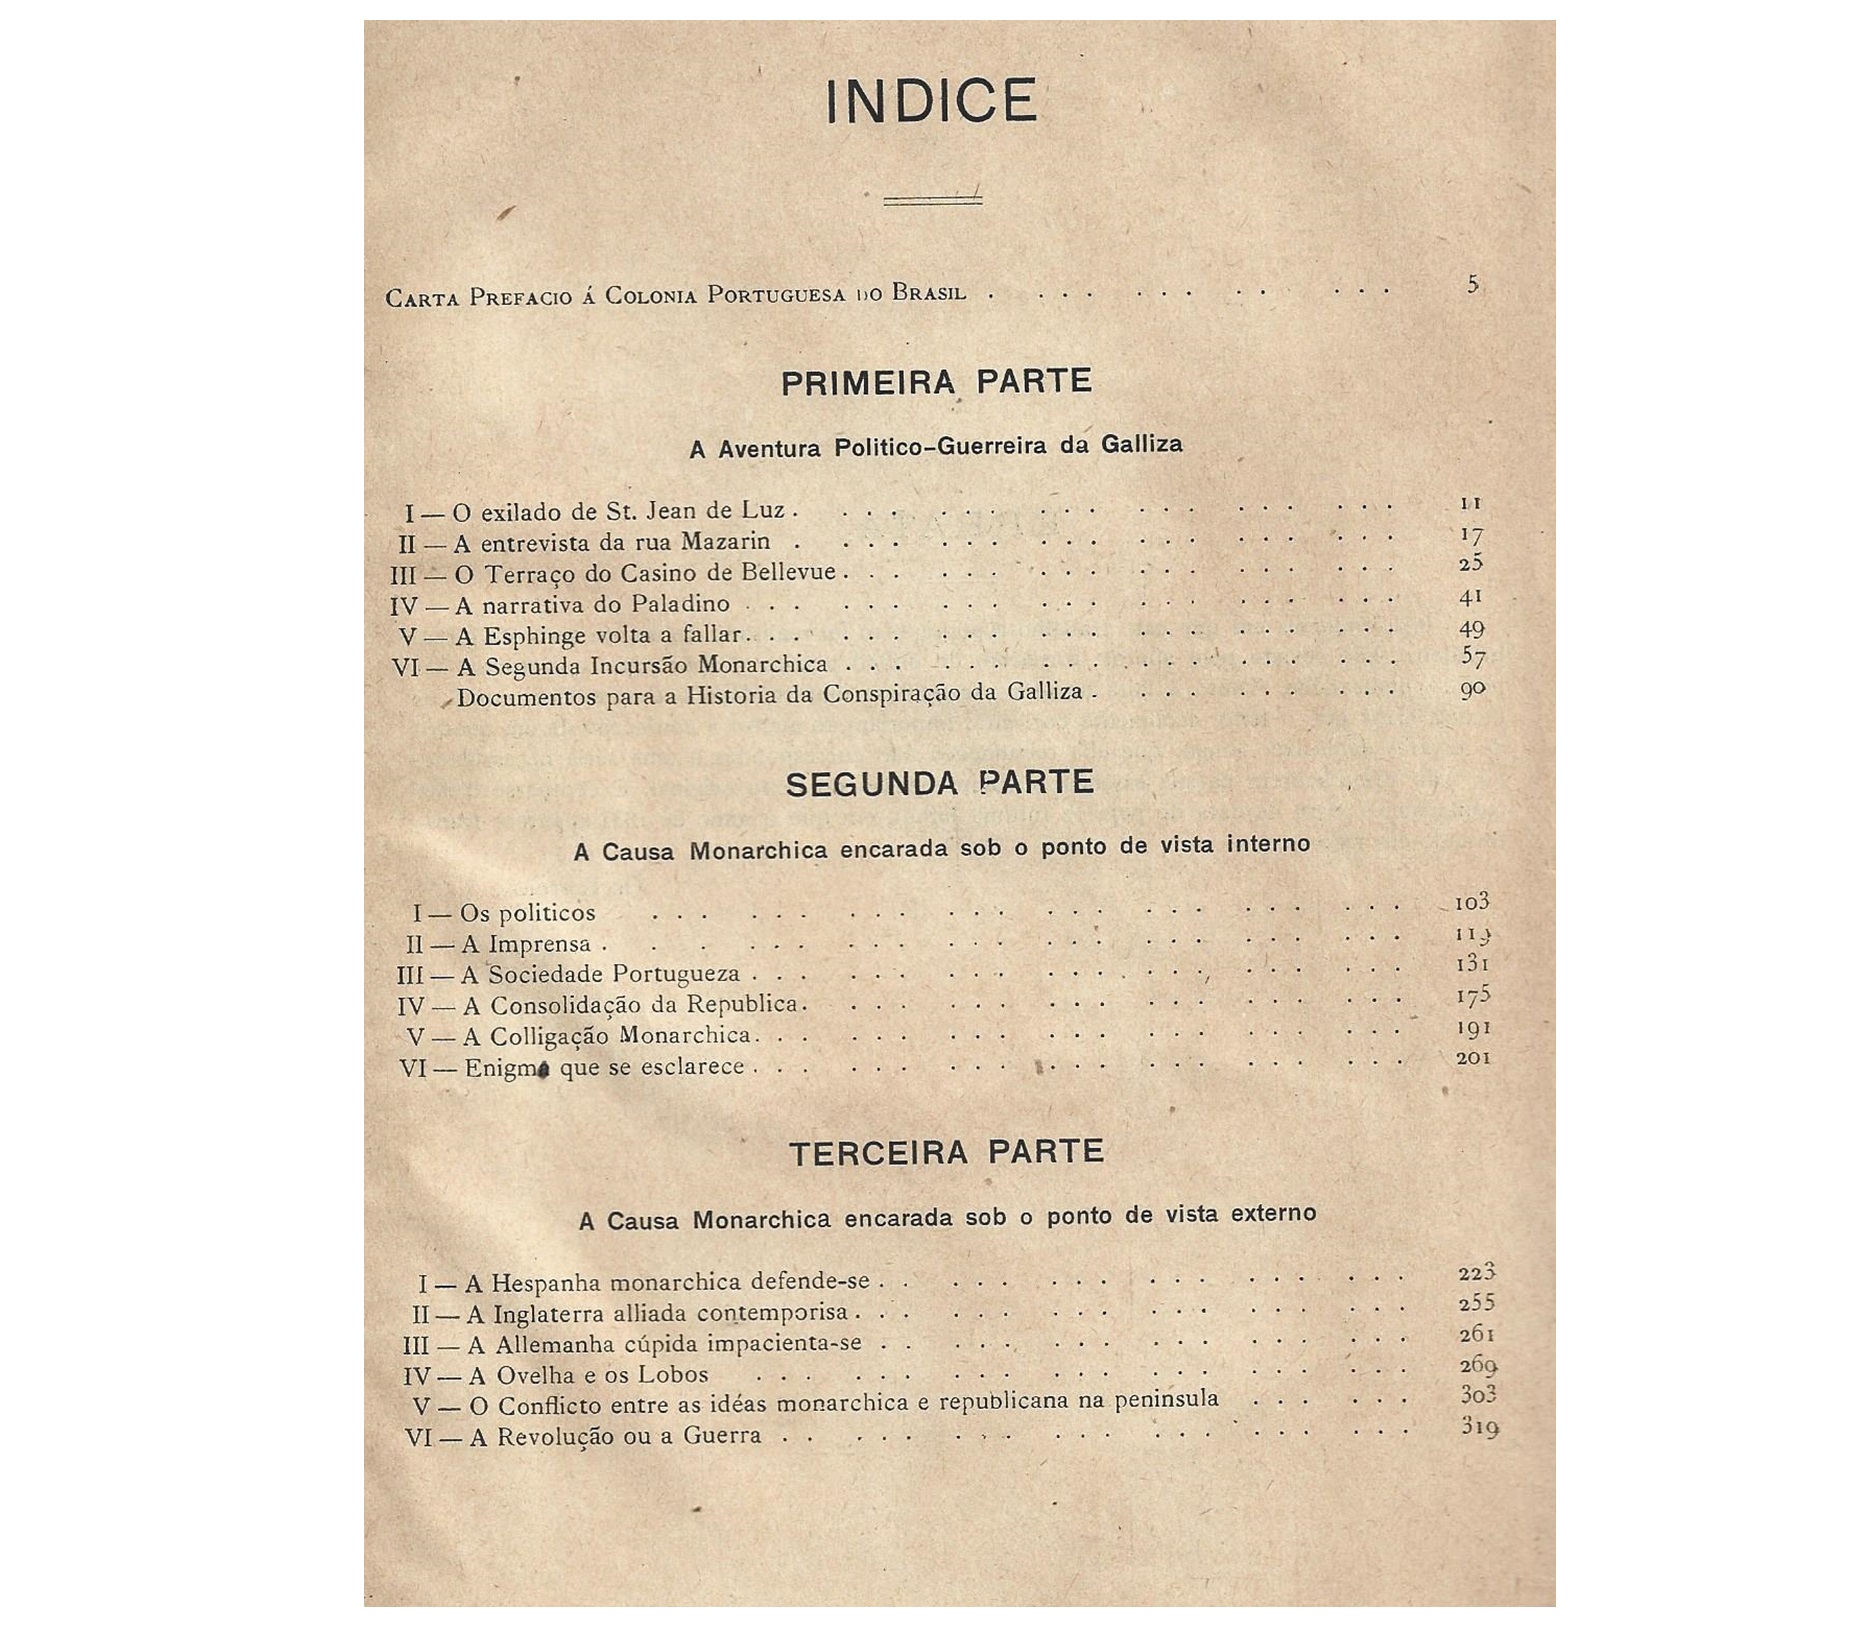 INDICE
CARTA PREFACIO Á COLONIA PORTUGUESA DO BRASIL . . . . . . . . . . . . 5
PRIMEIRA PARTE
A Aventura Politico-Guerreira da Galliza
I — O exilado de St. Jean de Luz . . . . . . . . . . . . 11
II — A entrevista da rua Mazarin . . . . . . . . . . . . 17
III — O Terraço do Casino de Bellevue . . . . . . . . . . . . 25
IV — A narrativa do Paladino . . . . . . . . . . . . 41
V — A Esphinge volta a fallar . . . . . . . . . . . . 49
VI — A Segunda Incursão Monarchica . . . . . . . . . . . . 57
Documentos para a Historia da Conspiração da Galliza . . . . . . . . . . 90
SEGUNDA PARTE
A Causa Monarchica encarada sob o ponto de vista interno
I — Os politicos . . . . . . . . . . . . 103
II — A Imprensa . . . . . . . . . . . . 119
III — A Sociedade Portugueza . . . . . . . . . . . . 131
IV — A Consolidação da Republica . . . . . . . . . . . . 175
V — A Colligação Monarchica . . . . . . . . . . . . 191
VI — Enigma que se esclarece . . . . . . . . . . . . 201
TERCEIRA PARTE
A Causa Monarchica encarada sob o ponto de vista externo
I — A Hespanha monarchica defende-se . . . . . . . . . . . . 223
II — A Inglaterra alliada contemporisa . . . . . . . . . . . . 255
III — A Allemanha cúpida impacienta-se . . . . . . . . . . . . 261
IV — A Ovelha e os Lobos . . . . . . . . . . . . 269
V — O Conflicto entre as idéas monarchica e republicana na peninsula . . . . . . 303
VI — A Revolução ou a Guerra . . . . . . . . . . . . 319